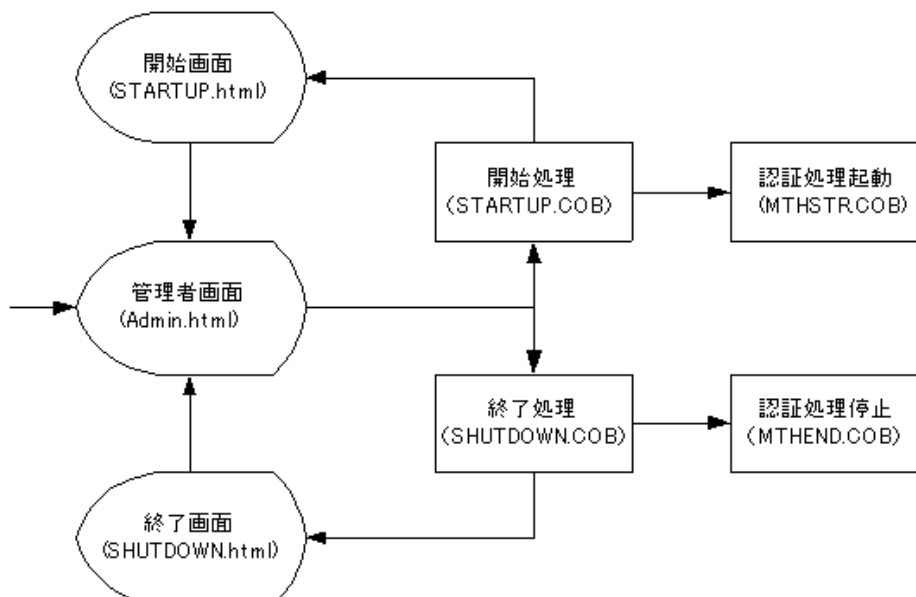 開始画面
(STARTUP.html)
開始処理
(STARTUP.COB)
認証処理起動
(MTHSTR.COB)
管理者画面
(Admin.html)
終了処理
(SHUTDOWN.COB)
認証処理停止
(MTHEND.COB)
終了画面
(SHUTDOWN.html)